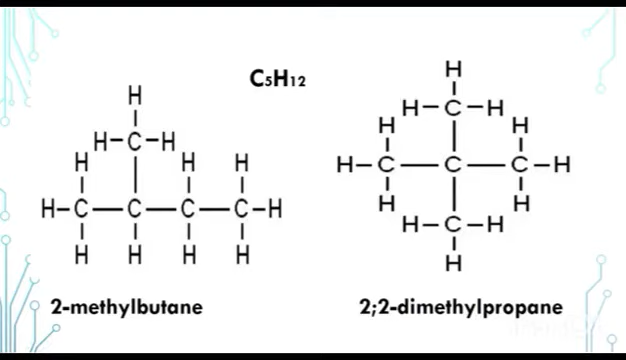 C5H12
H
H-C-H
H H H
H-C-C-C-C-H
H H H H
2-methylbutane
H
H-C-H
H H
H-C-C-C-H
H H
H-C-H
H
2;2-dimethylpropane